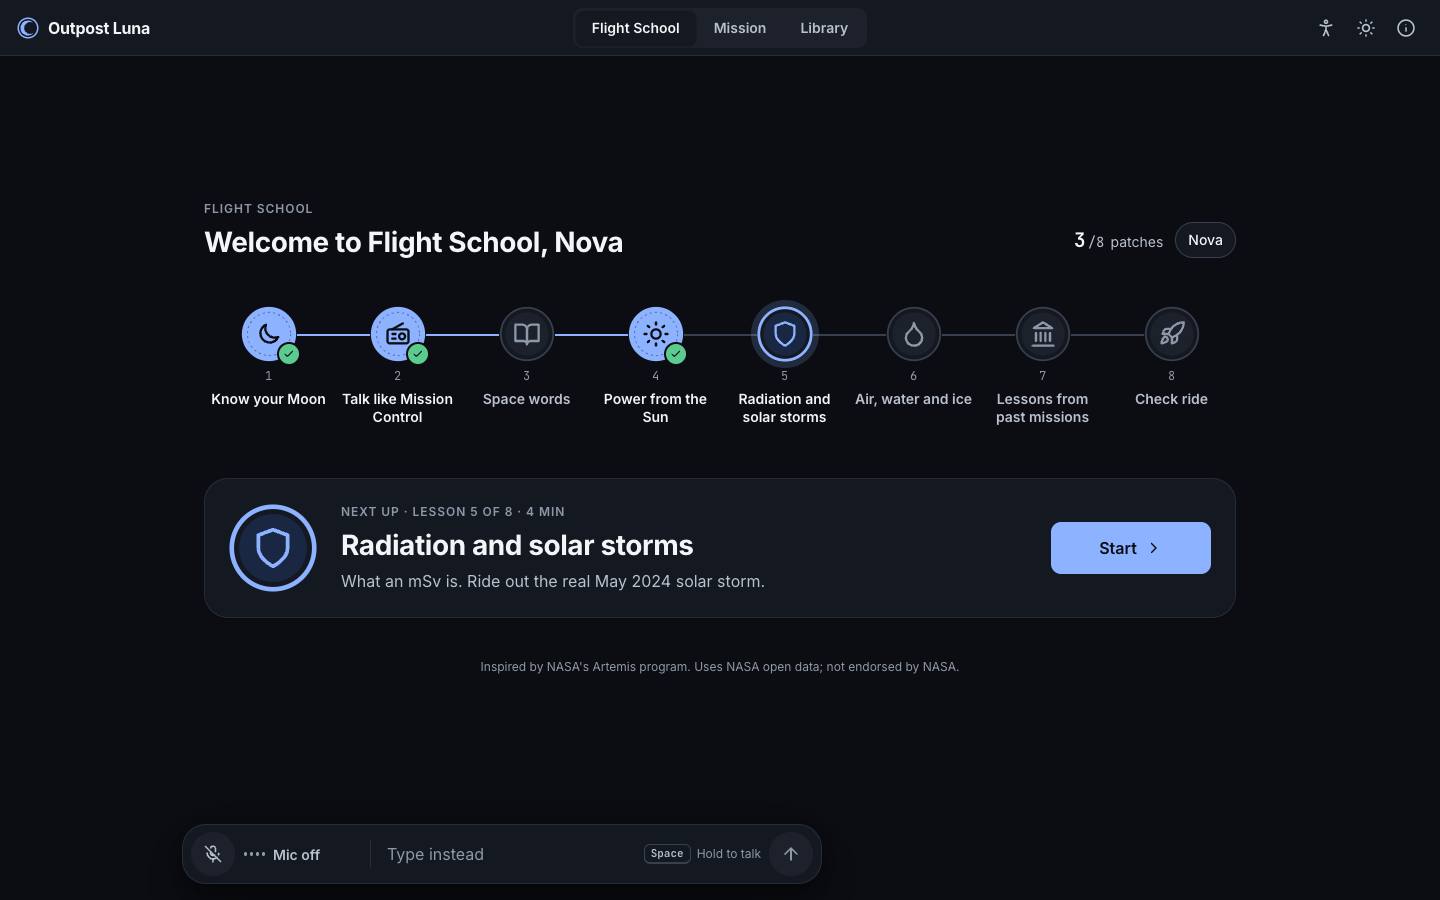 Outpost Luna
Flight School
Mission
Library
FLIGHT SCHOOL
Welcome to Flight School, Nova
3 /8 patches
Nova
1
Know your Moon
2
Talk like Mission
Control
3
Space words
4
Power from the
Sun
5
Radiation and
solar storms
6
Air, water and ice
7
Lessons from
past missions
8
Check ride
NEXT UP · LESSON 5 OF 8 · 4 MIN
Radiation and solar storms
What an mSv is. Ride out the real May 2024 solar storm.
Start
Inspired by NASA's Artemis program. Uses NASA open data; not endorsed by NASA.
Mic off
Type instead
Space Hold to talk